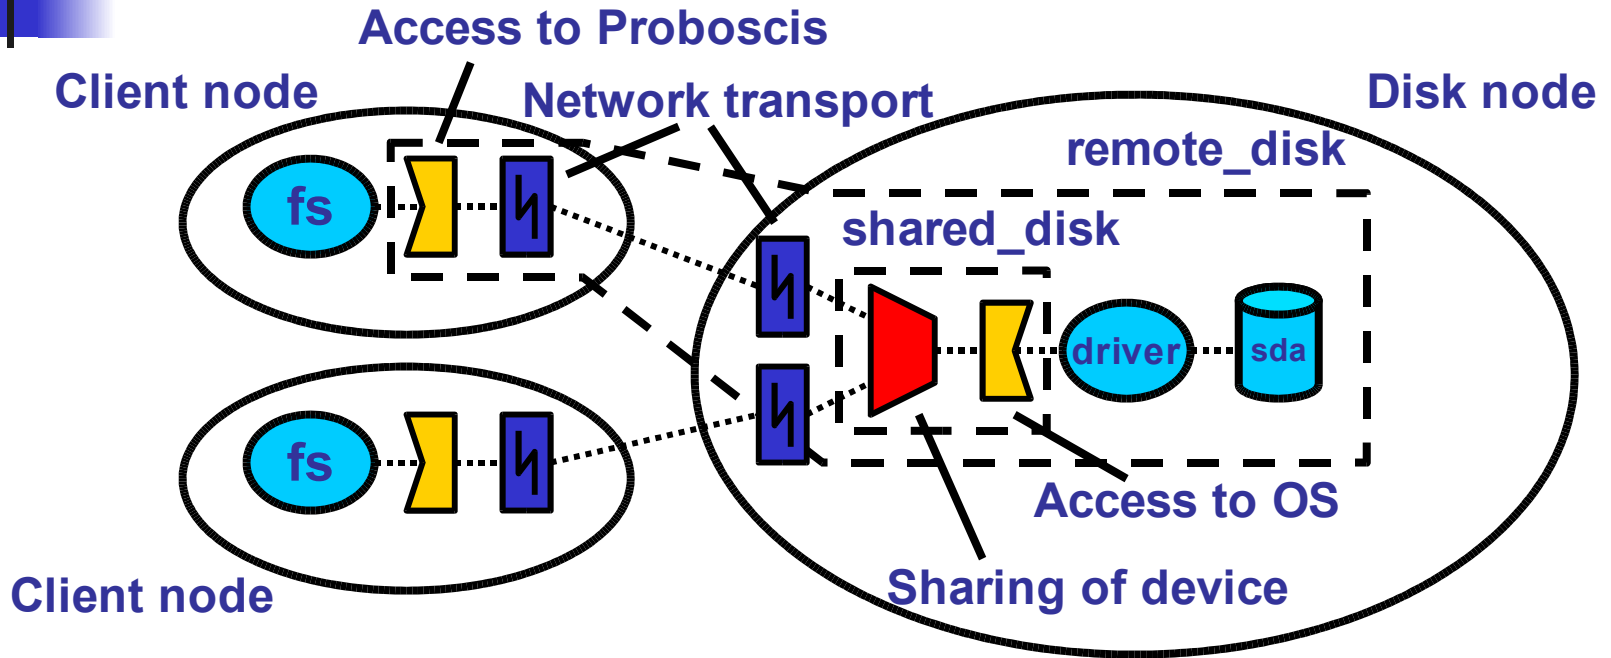 Access to Proboscis
Client node
Network transport
Disk node
remote_disk
fs
shared_disk
driver
sda
fs
Access to OS
Sharing of device
Client node